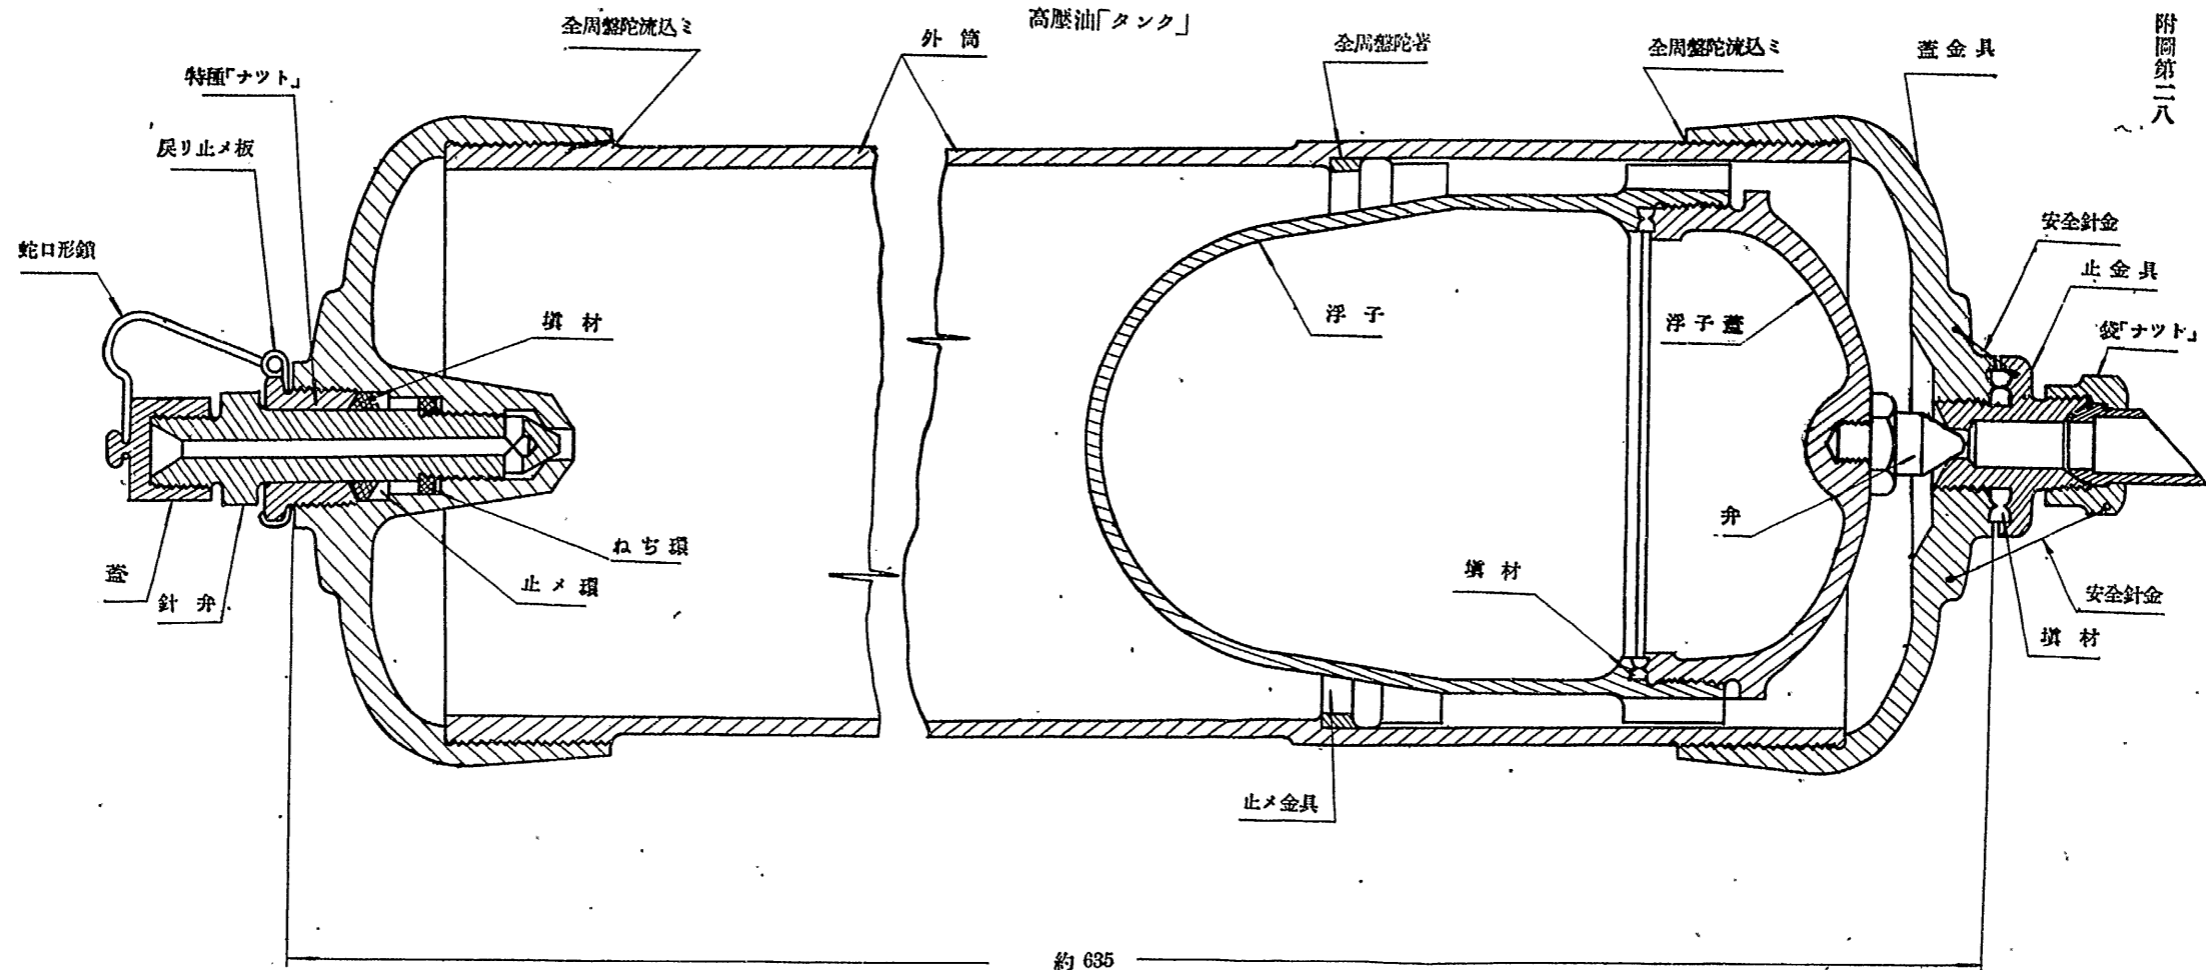 附圖第二八
高壓油「タンク」
全周盤陀流込ミ
外筒
全周盤陀著
全周盤陀流込ミ
蓋金具
特種「ナツト」
戻リ止メ板
蛇口形鎖
塡材
浮子
浮子蓋
安全針金
止金具
袋「ナツト」
弁
ねぢ環
止メ環
蓋
針弁
塡材
安全針金
塡材
止メ金具
約 635